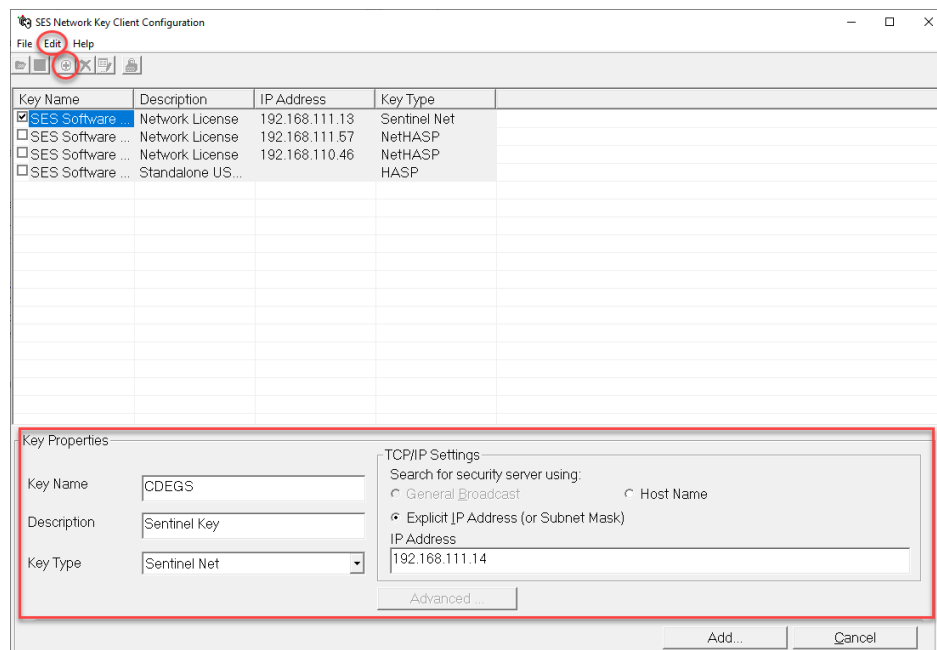 SES Network Key Client Configuration
File Edit Help
Key Name Description IP Address Key Type
SES Software ... Network License 192.168.111.13 Sentinel Net
SES Software ... Network License 192.168.111.57 NetHASP
SES Software ... Network License 192.168.110.46 NetHASP
SES Software ... Standalone US... HASP
Key Properties
Key Name CDEGS
Description Sentinel Key
Key Type Sentinel Net
TCP/IP Settings
Search for security server using:
General Broadcast Host Name
Explicit IP Address (or Subnet Mask)
IP Address
192.168.111.14
Advanced ...
Add... Cancel